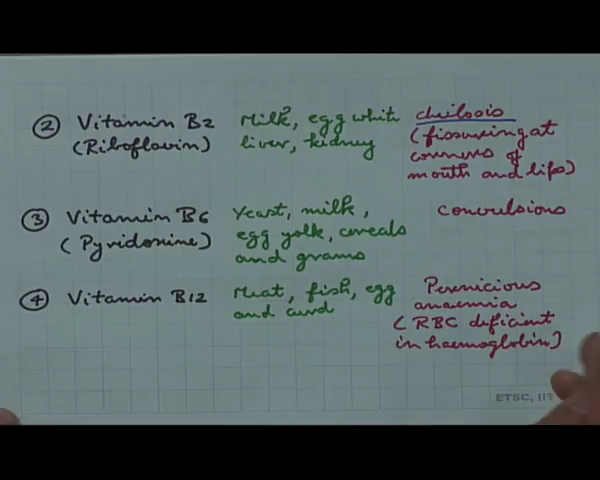 ② Vitamin B2 Milk, egg white cheilosis
(Riboflavin) liver, kidney (fissuring at
corners of
mouth and lips)
③ Vitamin B6 Yeast, milk, convulsions
(Pyridoxine) egg yolk, cereals
and grams
④ Vitamin B12 Meat, fish, egg Pernicious
and curd anaemia
(RBC deficient
in haemoglobin)
ETSC, IIT